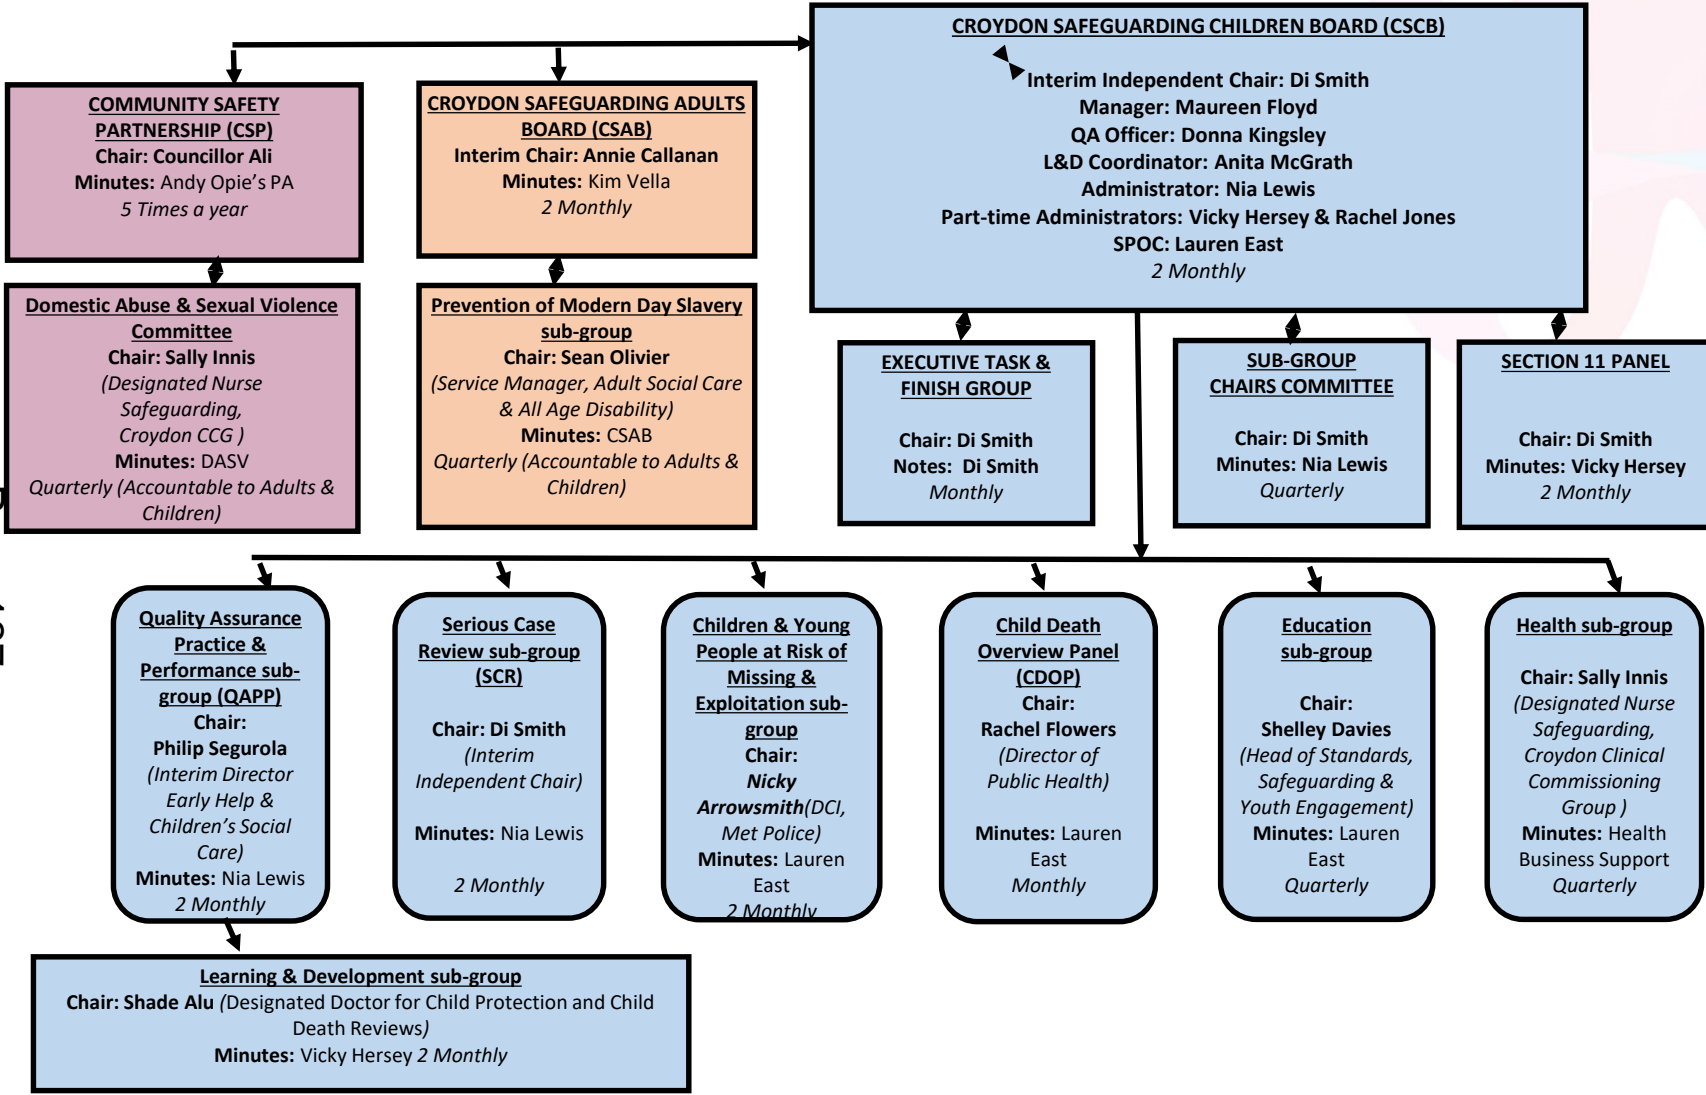 CROYDON SAFEGUARDING CHILDREN BOARD (CSCB)
Interim Independent Chair: Di Smith
Manager: Maureen Floyd
QA Officer: Donna Kingsley
L&D Coordinator: Anita McGrath
Administrator: Nia Lewis
Part-time Administrators: Vicky Hersey & Rachel Jones
SPOC: Lauren East
2 Monthly
COMMUNITY SAFETY
PARTNERSHIP (CSP)
Chair: Councillor Ali
Minutes: Andy Opie’s PA
5 Times a year
CROYDON SAFEGUARDING ADULTS
BOARD (CSAB)
Interim Chair: Annie Callanan
Minutes: Kim Vella
2 Monthly
Domestic Abuse & Sexual Violence
Committee
Chair: Sally Innis
(Designated Nurse
Safeguarding,
Croydon CCG )
Minutes: DASV
Quarterly (Accountable to Adults &
Children)
Prevention of Modern Day Slavery
sub-group
Chair: Sean Olivier
(Service Manager, Adult Social Care
& All Age Disability)
Minutes: CSAB
Quarterly (Accountable to Adults &
Children)
EXECUTIVE TASK &
FINISH GROUP
Chair: Di Smith
Notes:  Di Smith
Monthly
SUB-GROUP
CHAIRS COMMITTEE
Chair: Di Smith
Minutes: Nia Lewis
Quarterly
SECTION 11 PANEL
Chair: Di Smith
Minutes: Vicky Hersey
2 Monthly
Quality Assurance
Practice &
Performance sub-
group (QAPP)
Chair:
Philip Segurola
(Interim Director
Early Help &
Children’s Social
Care)
Minutes: Nia Lewis
2 Monthly
Serious Case
Review sub-group
(SCR)
Chair: Di Smith
(Interim
Independent Chair)
Minutes: Nia Lewis
2 Monthly
Children & Young
People at Risk of
Missing &
Exploitation sub-
group
Chair:
Nicky
Arrowsmith(DCI,
Met Police)
Minutes: Lauren
East
2 Monthly
Child Death
Overview Panel
(CDOP)
Chair:
Rachel Flowers
(Director of
Public Health)
Minutes: Lauren
East
Monthly
Education
sub-group
Chair:
Shelley Davies
(Head of Standards,
Safeguarding &
Youth Engagement)
Minutes: Lauren
East
Quarterly
Health sub-group
Chair: Sally Innis
(Designated Nurse
Safeguarding,
Croydon Clinical
Commissioning
Group )
Minutes: Health
Business Support
Quarterly
Learning & Development sub-group
Chair: Shade Alu (Designated Doctor for Child Protection and Child
Death Reviews)
Minutes: Vicky Hersey 2 Monthly